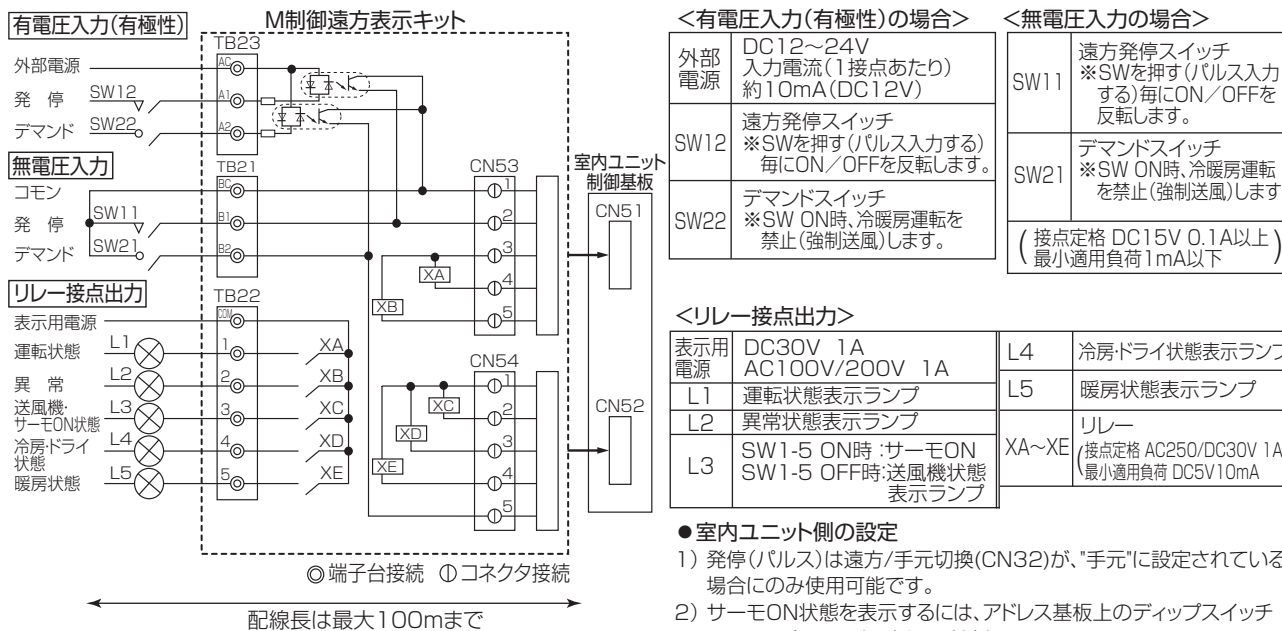 有電圧入力(有極性)
M制御遠方表示キット
外部電源
発 停
SW12
デマンド
SW22
TB23
AC
A1
A2
無電圧入力
コモン
発 停
SW11
デマンド
SW21
TB21
BC
B1
B2
リレー接点出力
表示用電源
運転状態
L1
異 常
L2
送風機・
サーモON状態
L3
冷房・ドライ
状態
L4
暖房状態
L5
TB22
COM
1
2
3
4
5
XA
XB
XC
XD
XE
CN53
1
2
3
4
5
XA
XB
CN54
1
2
3
4
5
XC
XD
XE
室内ユニット
制御基板
CN51
CN52
◎端子台接続 ⏀コネクタ接続
配線長は最大100mまで
<有電圧入力(有極性)の場合>
外部
電源
DC12～24V
入力電流(1接点あたり)
約10mA(DC12V)
SW12
遠方発停スイッチ
※SWを押す(パルス入力する)
毎にON／OFFを反転します。
SW22
デマンドスイッチ
※SW ON時、冷暖房運転を
禁止(強制送風)します。
<無電圧入力の場合>
SW11
遠方発停スイッチ
※SWを押す(パルス入力
する)毎にON／OFFを
反転します。
SW21
デマンドスイッチ
※SW ON時、冷暖房運転
を禁止(強制送風)します
(接点定格 DC15V 0.1A以上
最小適用負荷1mA以下)
<リレー接点出力>
表示用
電源
DC30V 1A
AC100V/200V 1A
L1
運転状態表示ランプ
L2
異常状態表示ランプ
L3
SW1-5 ON時:サーモON
SW1-5 OFF時:送風機状態
表示ランプ
L4
冷房・ドライ状態表示ランプ
L5
暖房状態表示ランプ
XA～XE
リレー
(接点定格 AC250/DC30V 1A
最小適用負荷 DC5V10mA
●室内ユニット側の設定
1) 発停(パルス)は遠方/手元切換(CN32)が、"手元"に設定されている
場合にのみ使用可能です。
2) サーモON状態を表示するには、アドレス基板上のディップスイッチ